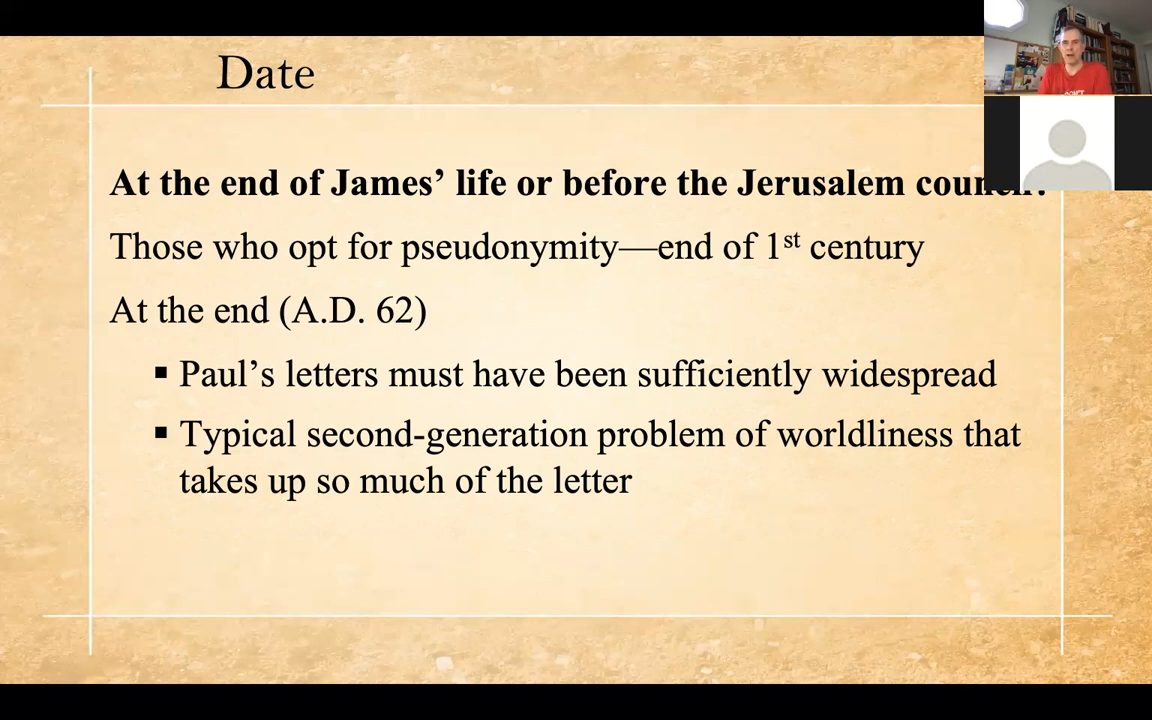 Date
At the end of James’ life or before the Jerusalem
Those who opt for pseudonymity—end of 1st century
At the end (A.D. 62)
▪ Paul’s letters must have been sufficiently widespread
▪ Typical second-generation problem of worldliness that
takes up so much of the letter